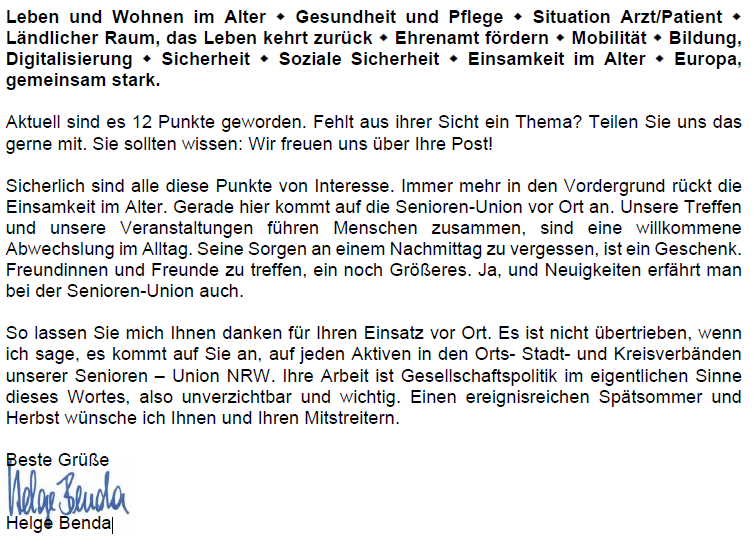 Leben und Wohnen im Alter ◆ Gesundheit und Pflege ◆ Situation Arzt/Patient ◆
Ländlicher Raum, das Leben kehrt zurück ◆ Ehrenamt fördern ◆ Mobilität ◆ Bildung,
Digitalisierung ◆ Sicherheit ◆ Soziale Sicherheit ◆ Einsamkeit im Alter ◆ Europa,
gemeinsam stark.
Aktuell sind es 12 Punkte geworden. Fehlt aus ihrer Sicht ein Thema? Teilen Sie uns das
gerne mit. Sie sollten wissen: Wir freuen uns über Ihre Post!
Sicherlich sind alle diese Punkte von Interesse. Immer mehr in den Vordergrund rückt die
Einsamkeit im Alter. Gerade hier kommt auf die Senioren-Union vor Ort an. Unsere Treffen
und unsere Veranstaltungen führen Menschen zusammen, sind eine willkommene
Abwechslung im Alltag. Seine Sorgen an einem Nachmittag zu vergessen, ist ein Geschenk.
Freundinnen und Freunde zu treffen, ein noch Größeres. Ja, und Neuigkeiten erfährt man
bei der Senioren-Union auch.
So lassen Sie mich Ihnen danken für Ihren Einsatz vor Ort. Es ist nicht übertrieben, wenn
ich sage, es kommt auf Sie an, auf jeden Aktiven in den Orts- Stadt- und Kreisverbänden
unserer Senioren – Union NRW. Ihre Arbeit ist Gesellschaftspolitik im eigentlichen Sinne
dieses Wortes, also unverzichtbar und wichtig. Einen ereignisreichen Spätsommer und
Herbst wünsche ich Ihnen und Ihren Mitstreitern.
Beste Grüße
Helge Benda
Helge Benda